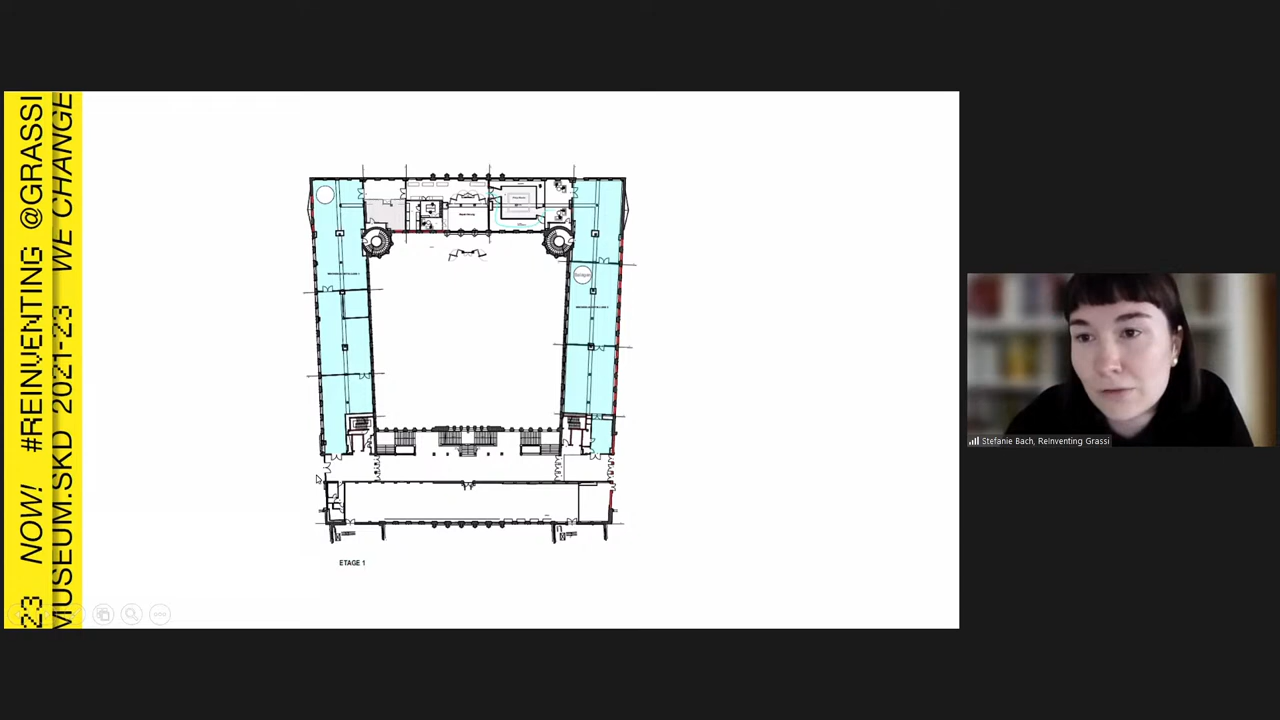 23 NOW! #REINVENTING @GRASSI
MUSEUM.SKD 2021-23 WE CHANGE
ETAGE 1
Stefanie Bach, Reinventing Grassi